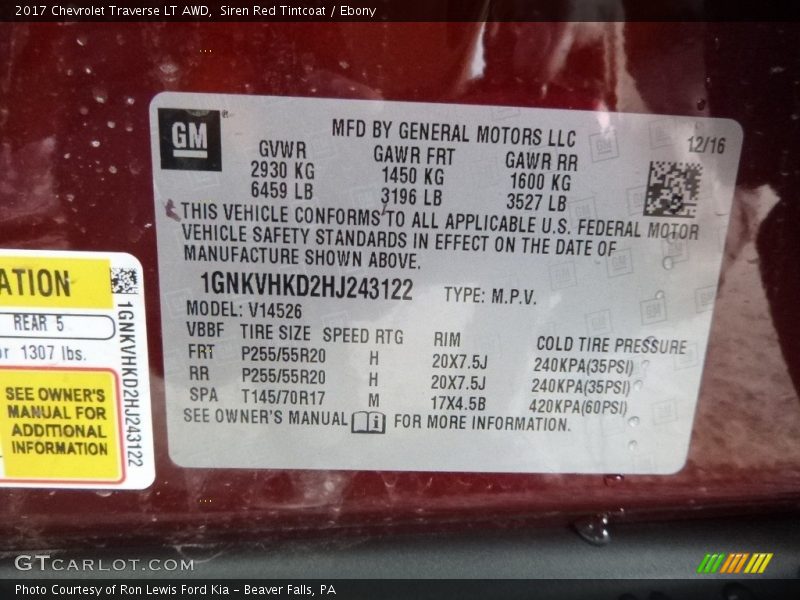 2017 Chevrolet Traverse LT AWD,  Siren Red Tintcoat / Ebony
GM
MFD BY GENERAL MOTORS LLC
12/16
GVWR GAWR FRT GAWR RR
2930 KG 1450 KG 1600 KG
6459 LB 3196 LB 3527 LB
THIS VEHICLE CONFORMS TO ALL APPLICABLE U.S. FEDERAL MOTOR
VEHICLE SAFETY STANDARDS IN EFFECT ON THE DATE OF
MANUFACTURE SHOWN ABOVE.
1GNKVHKD2HJ243122 TYPE: M.P.V.
MODEL: V14526
VBBF TIRE SIZE SPEED RTG RIM COLD TIRE PRESSURE
FRT P255/55R20 H 20X7.5J 240KPA(35PSI)
RR P255/55R20 H 20X7.5J 240KPA(35PSI)
SPA T145/70R17 M 17X4.5B 420KPA(60PSI)
SEE OWNER'S MANUAL FOR MORE INFORMATION.
ATION
REAR 5
or 1307 lbs.
SEE OWNER'S
MANUAL FOR
ADDITIONAL
INFORMATION
1GNKVHKD2HJ243122
GTCARLOT.COM
Photo Courtesy of Ron Lewis Ford Kia – Beaver Falls, PA